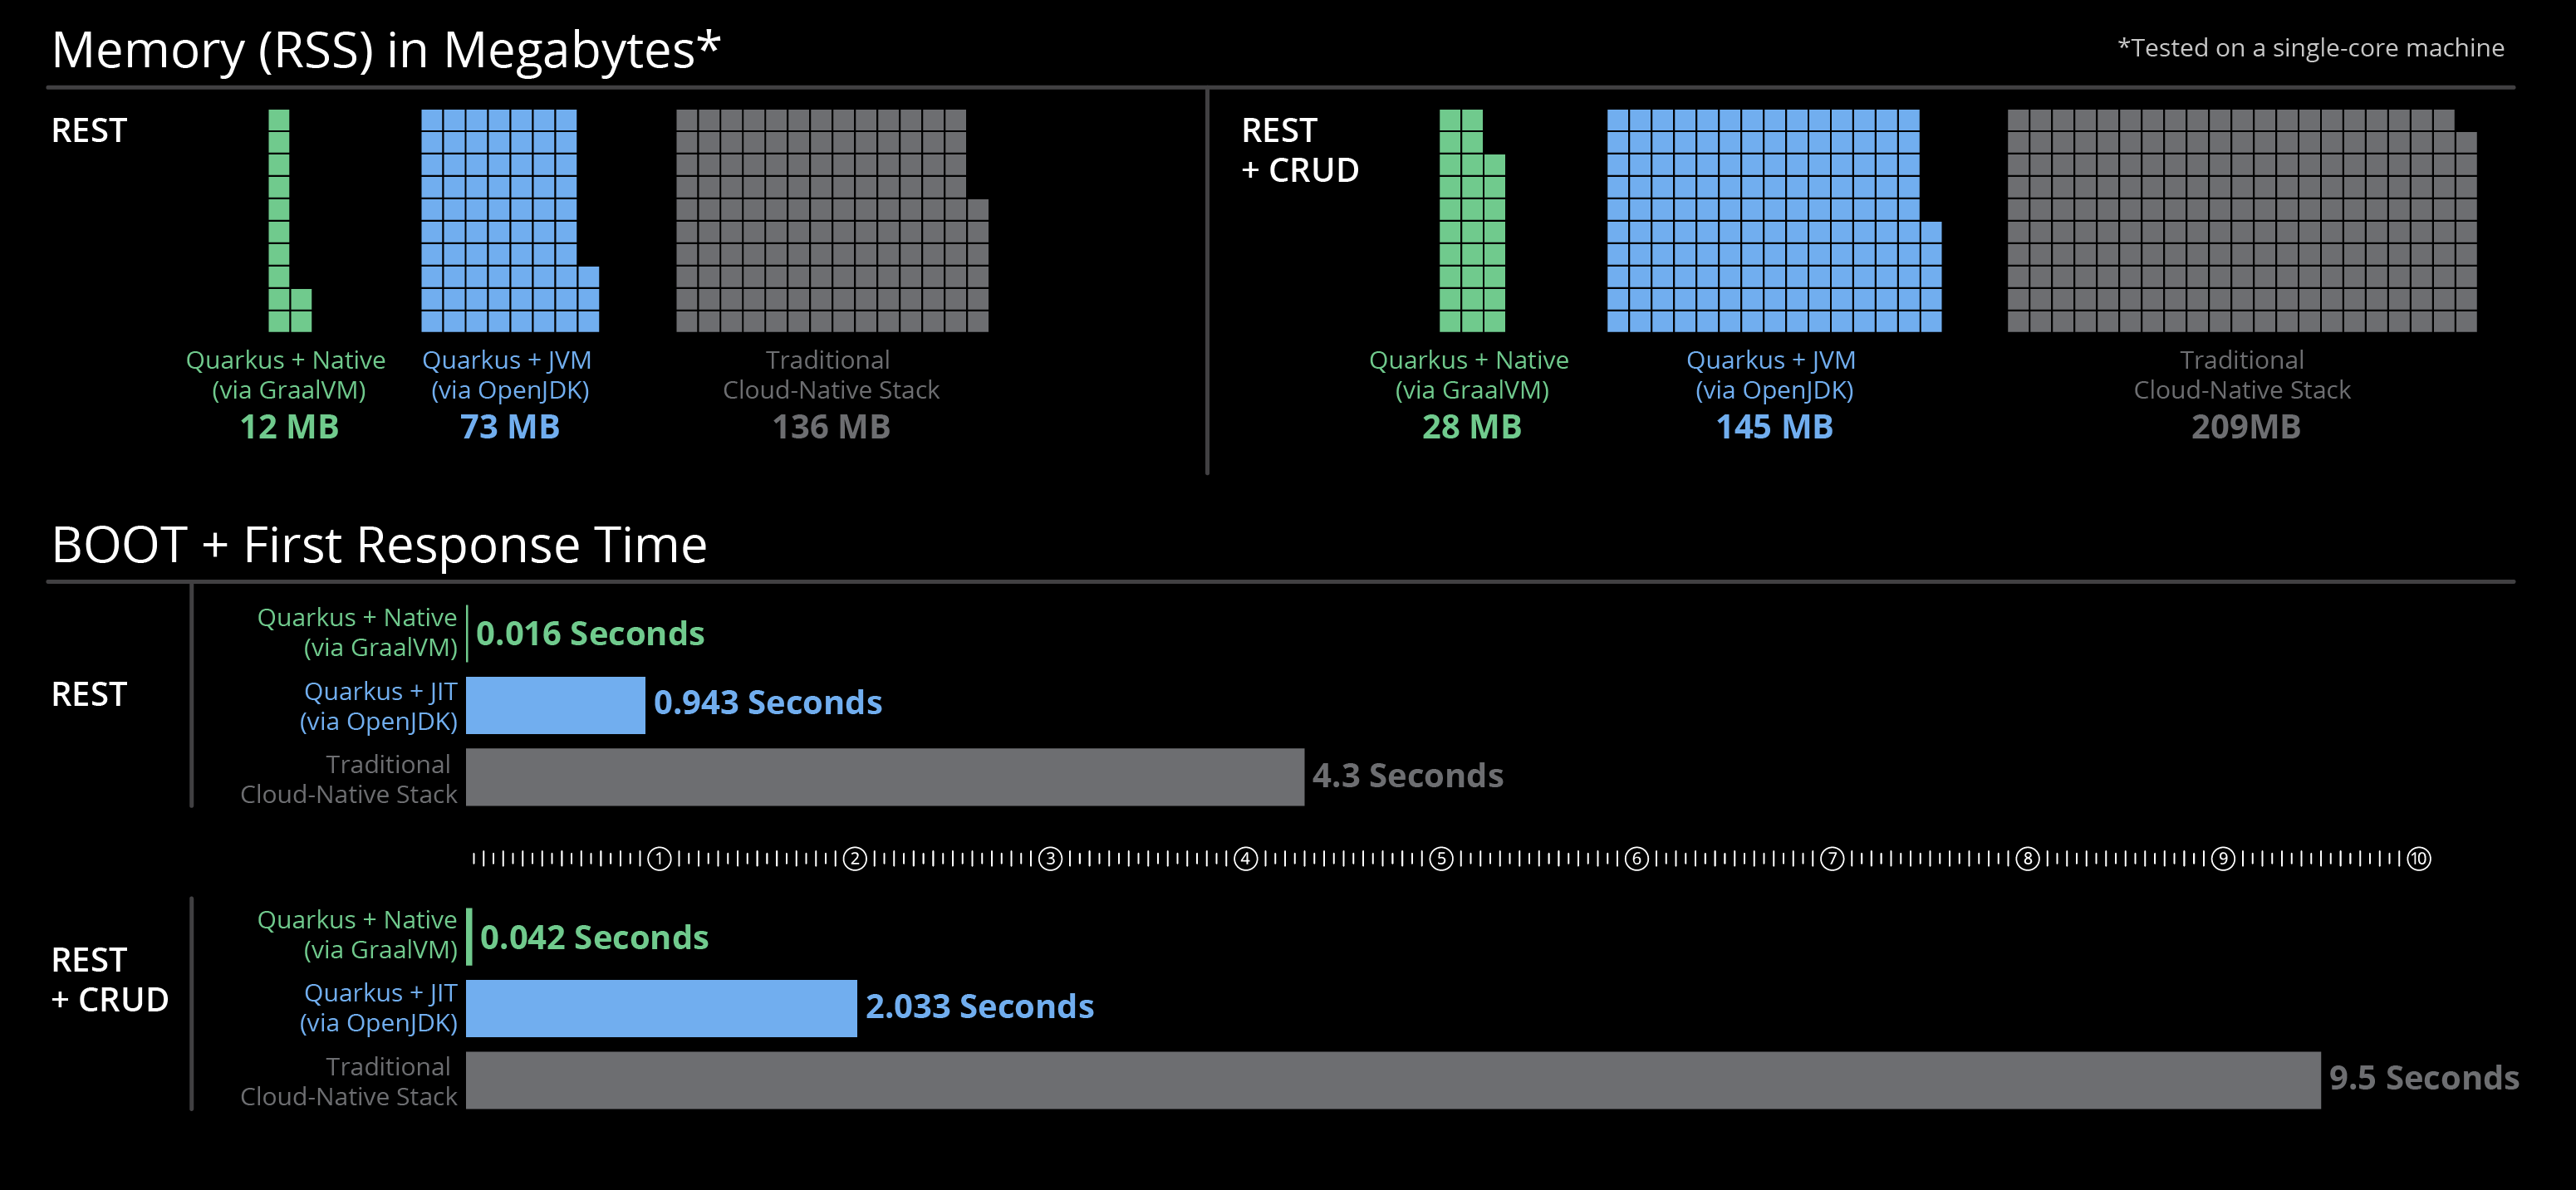 Memory (RSS) in Megabytes*
*Tested on a single-core machine
REST
Quarkus + Native
(via GraalVM)
12 MB
Quarkus + JVM
(via OpenJDK)
73 MB
Traditional
Cloud-Native Stack
136 MB
REST
+ CRUD
Quarkus + Native
(via GraalVM)
28 MB
Quarkus + JVM
(via OpenJDK)
145 MB
Traditional
Cloud-Native Stack
209MB
BOOT + First Response Time
REST
Quarkus + Native
(via GraalVM)
0.016 Seconds
Quarkus + JIT
(via OpenJDK)
0.943 Seconds
Traditional
Cloud-Native Stack
4.3 Seconds
1 2 3 4 5 6 7 8 9 10
REST
+ CRUD
Quarkus + Native
(via GraalVM)
0.042 Seconds
Quarkus + JIT
(via OpenJDK)
2.033 Seconds
Traditional
Cloud-Native Stack
9.5 Seconds